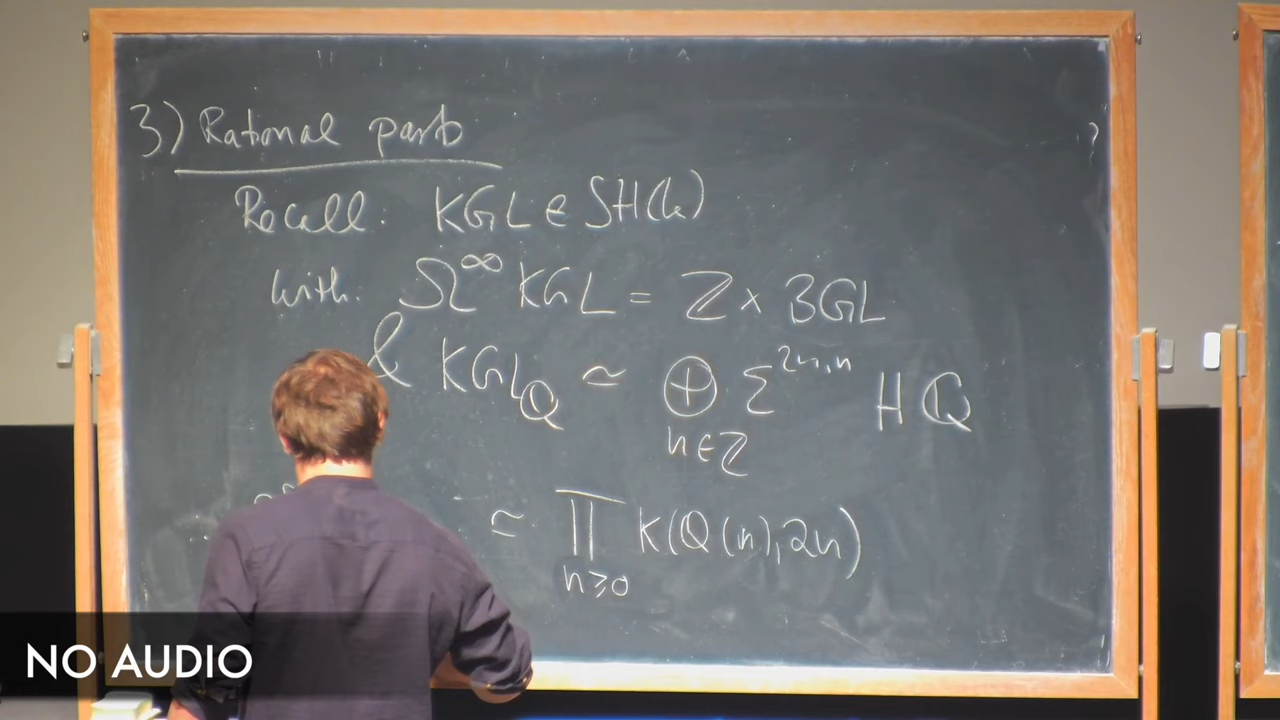 3) Rational part
Recall: KGL ∈ SH(k)
with. Ω^∞ KGL = ℤ × BGL
& KGL_ℚ ≃ ⊕_{n∈ℤ} Σ^{2n,n} Hℚ
≃ ∏_{n≥0} K(ℚ(n),2n)
NO AUDIO